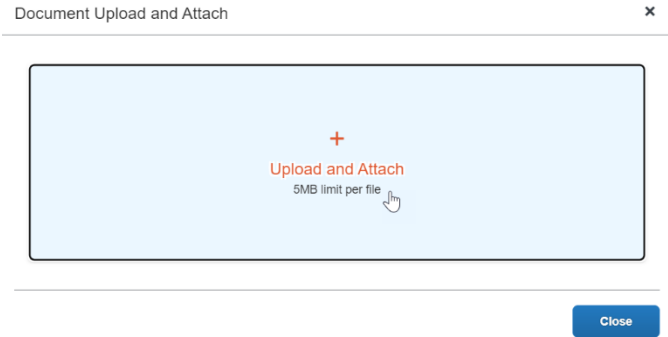 Document Upload and Attach
×
+
Upload and Attach
5MB limit per file
Close